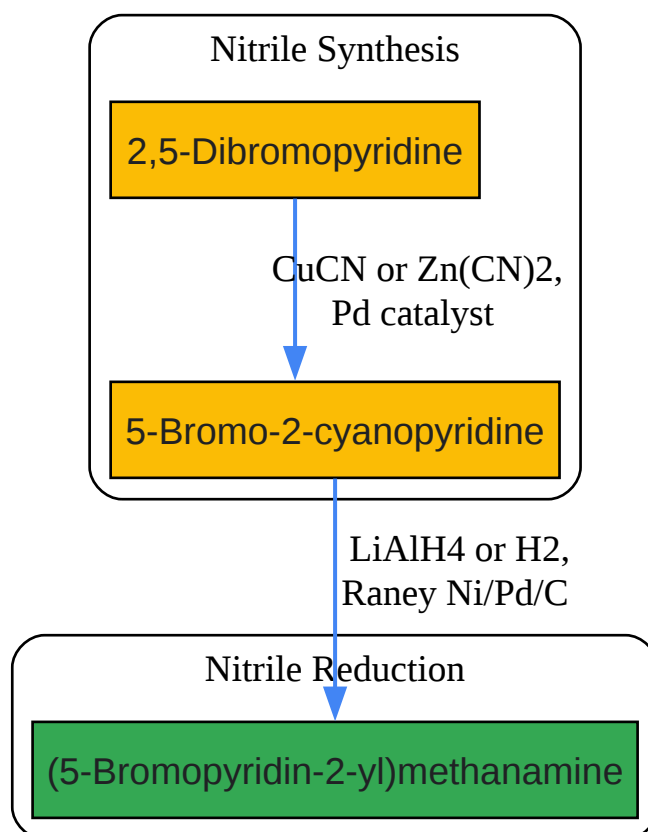 Nitrile Synthesis
2,5-Dibromopyridine
CuCN or Zn(CN)2,
Pd catalyst
5-Bromo-2-cyanopyridine
LiAlH4 or H2,
Raney Ni/Pd/C
Nitrile Reduction
(5-Bromopyridin-2-yl)methanamine